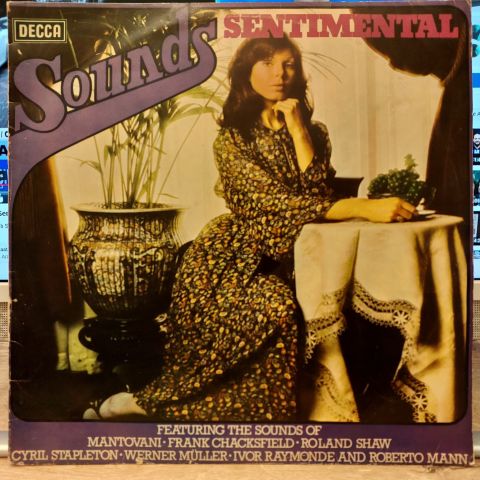 DECCA
Sounds
SENTIMENTAL
FEATURING THE SOUNDS OF
MANTOVANI · FRANK CHACKSFIELD · ROLAND SHAW
CYRIL STAPLETON · WERNER MÜLLER · IVOR RAYMONDE AND ROBERTO MANN